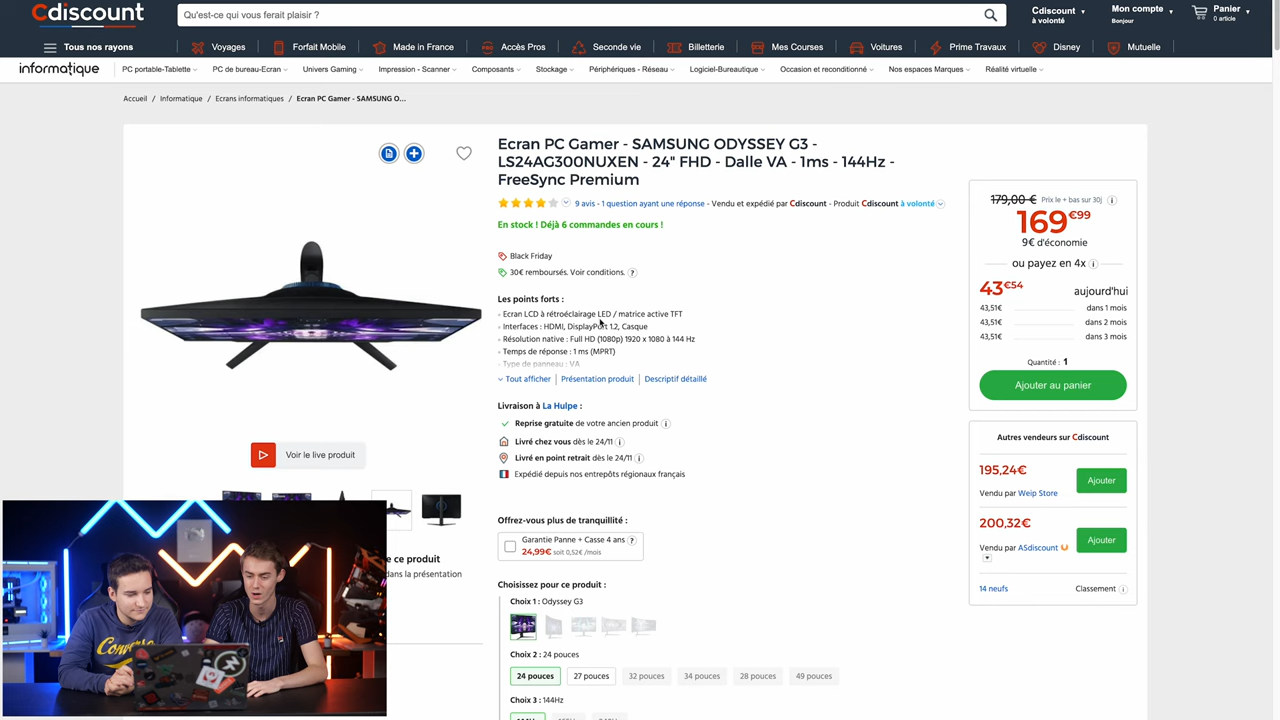 Cdiscount
Qu'est-ce qui vous ferait plaisir ?
Cdiscount
à volonté
Mon compte
Bonjour
Panier
0 article
Tous nos rayons
Voyages
Forfait Mobile
Made in France
Accès Pros
Seconde vie
Billetterie
Mes Courses
Voitures
Prime Travaux
Disney
Mutuelle
informatique
PC portable-Tablette
PC de bureau-Ecran
Univers Gaming
Impression - Scanner
Composants
Stockage
Périphériques - Réseau
Logiciel-Bureautique
Occasion et reconditionné
Nos espaces Marques
Réalité virtuelle
Accueil / Informatique / Ecrans informatiques / Ecran PC Gamer - SAMSUNG O...
Ecran PC Gamer - SAMSUNG ODYSSEY G3 -
LS24AG300NUXEN - 24" FHD - Dalle VA - 1ms - 144Hz -
FreeSync Premium
9 avis - 1 question ayant une réponse - Vendu et expédié par Cdiscount - Produit Cdiscount à volonté
En stock ! Déjà 6 commandes en cours !
Black Friday
30€ remboursés. Voir conditions. ?
Les points forts :
Ecran LCD à rétroéclairage LED / matrice active TFT
Interfaces : HDMI, DisplayPort 1.2, Casque
Résolution native : Full HD (1080p) 1920 x 1080 à 144 Hz
Temps de réponse : 1 ms (MPRT)
Type de panneau : VA
Tout afficher | Présentation produit | Descriptif détaillé
Livraison à La Hulpe :
Reprise gratuite de votre ancien produit i
Livré chez vous dès le 24/11 i
Livré en point retrait dès le 24/11 i
Expédié depuis nos entrepôts régionaux français
Offrez-vous plus de tranquillité :
Garantie Panne + Casse 4 ans ?
24,99€ soit 0,52€ /mois
Choisissez pour ce produit :
Choix 1 : Odyssey G3
Choix 2 : 24 pouces
24 pouces
27 pouces
32 pouces
34 pouces
28 pouces
49 pouces
Choix 3 : 144Hz
Voir le live produit
e ce produit
dans la présentation
Converse
179,00 € Prix le + bas sur 30j i
169€99
9€ d'économie
ou payez en 4x i
43€54 aujourd'hui
43,51€ dans 1 mois
43,51€ dans 2 mois
43,51€ dans 3 mois
Quantité : 1
Ajouter au panier
Autres vendeurs sur Cdiscount
195,24€
Vendu par Weip Store
Ajouter
200,32€
Vendu par ASdiscount
Ajouter
14 neufs
Classement i